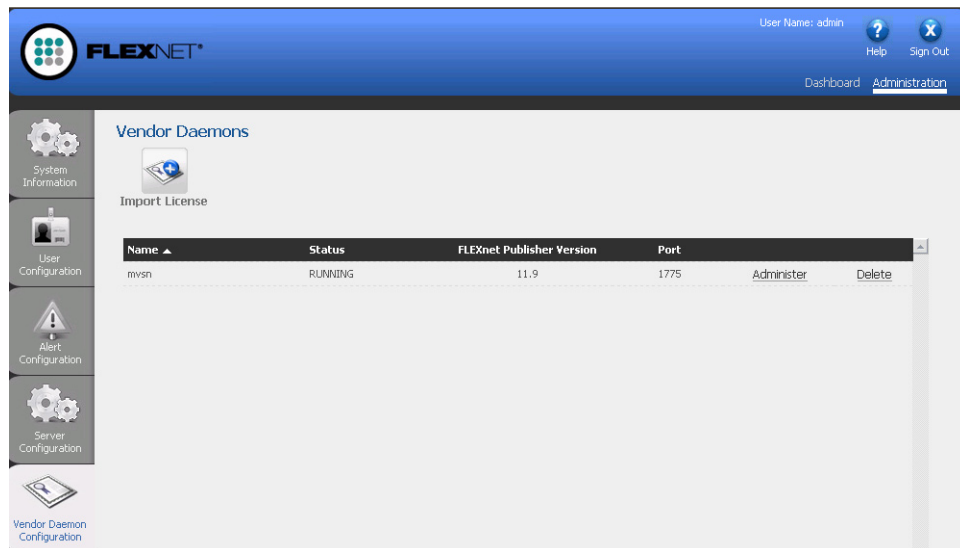 User Name: admin
FLEXNET
Help
Sign Out
Dashboard
Administration
System
Information
User
Configuration
Alert
Configuration
Server
Configuration
Vendor Daemon
Configuration
Vendor Daemons
Import License
Name Status FLEXnet Publisher Version Port
mvsn RUNNING 11.9 1775 Administer Delete